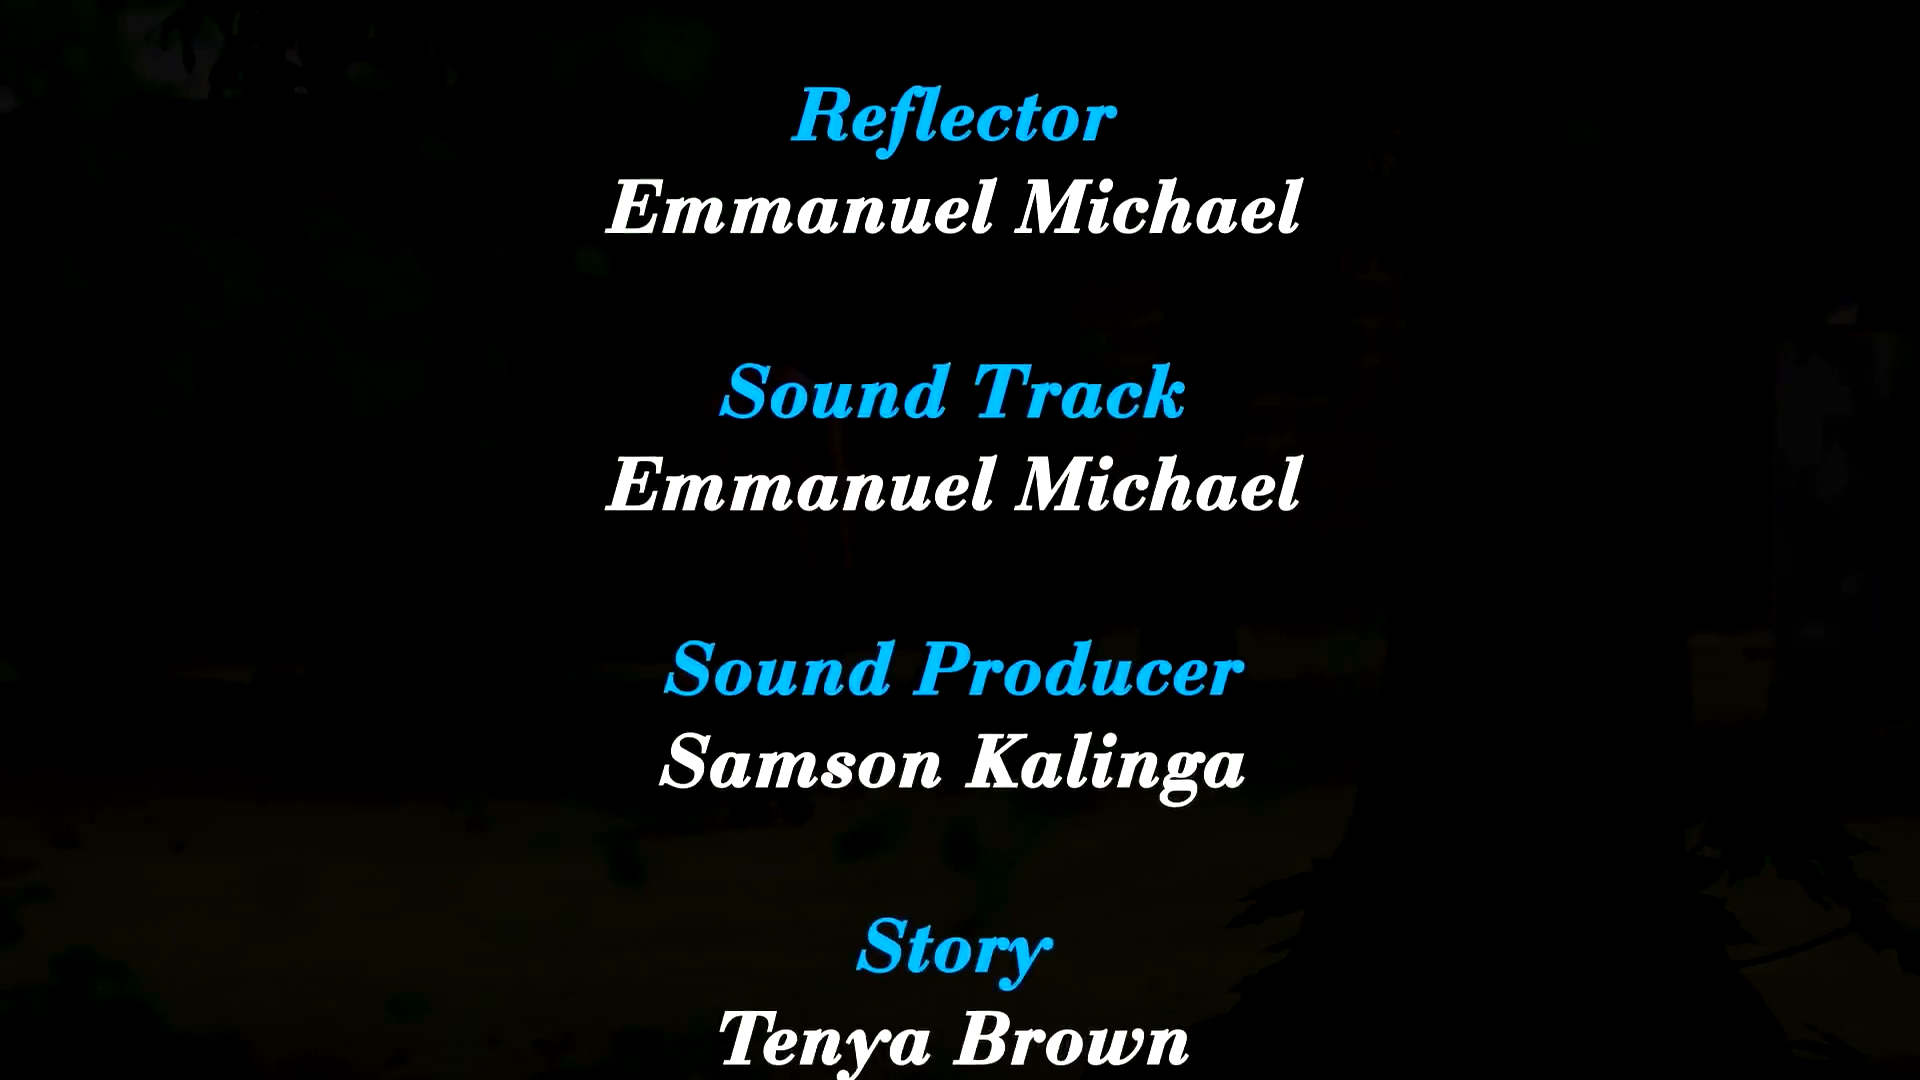 Reflector
Emmanuel Michael
Sound Track
Emmanuel Michael
Sound Producer
Samson Kalinga
Story
Tenya Brown